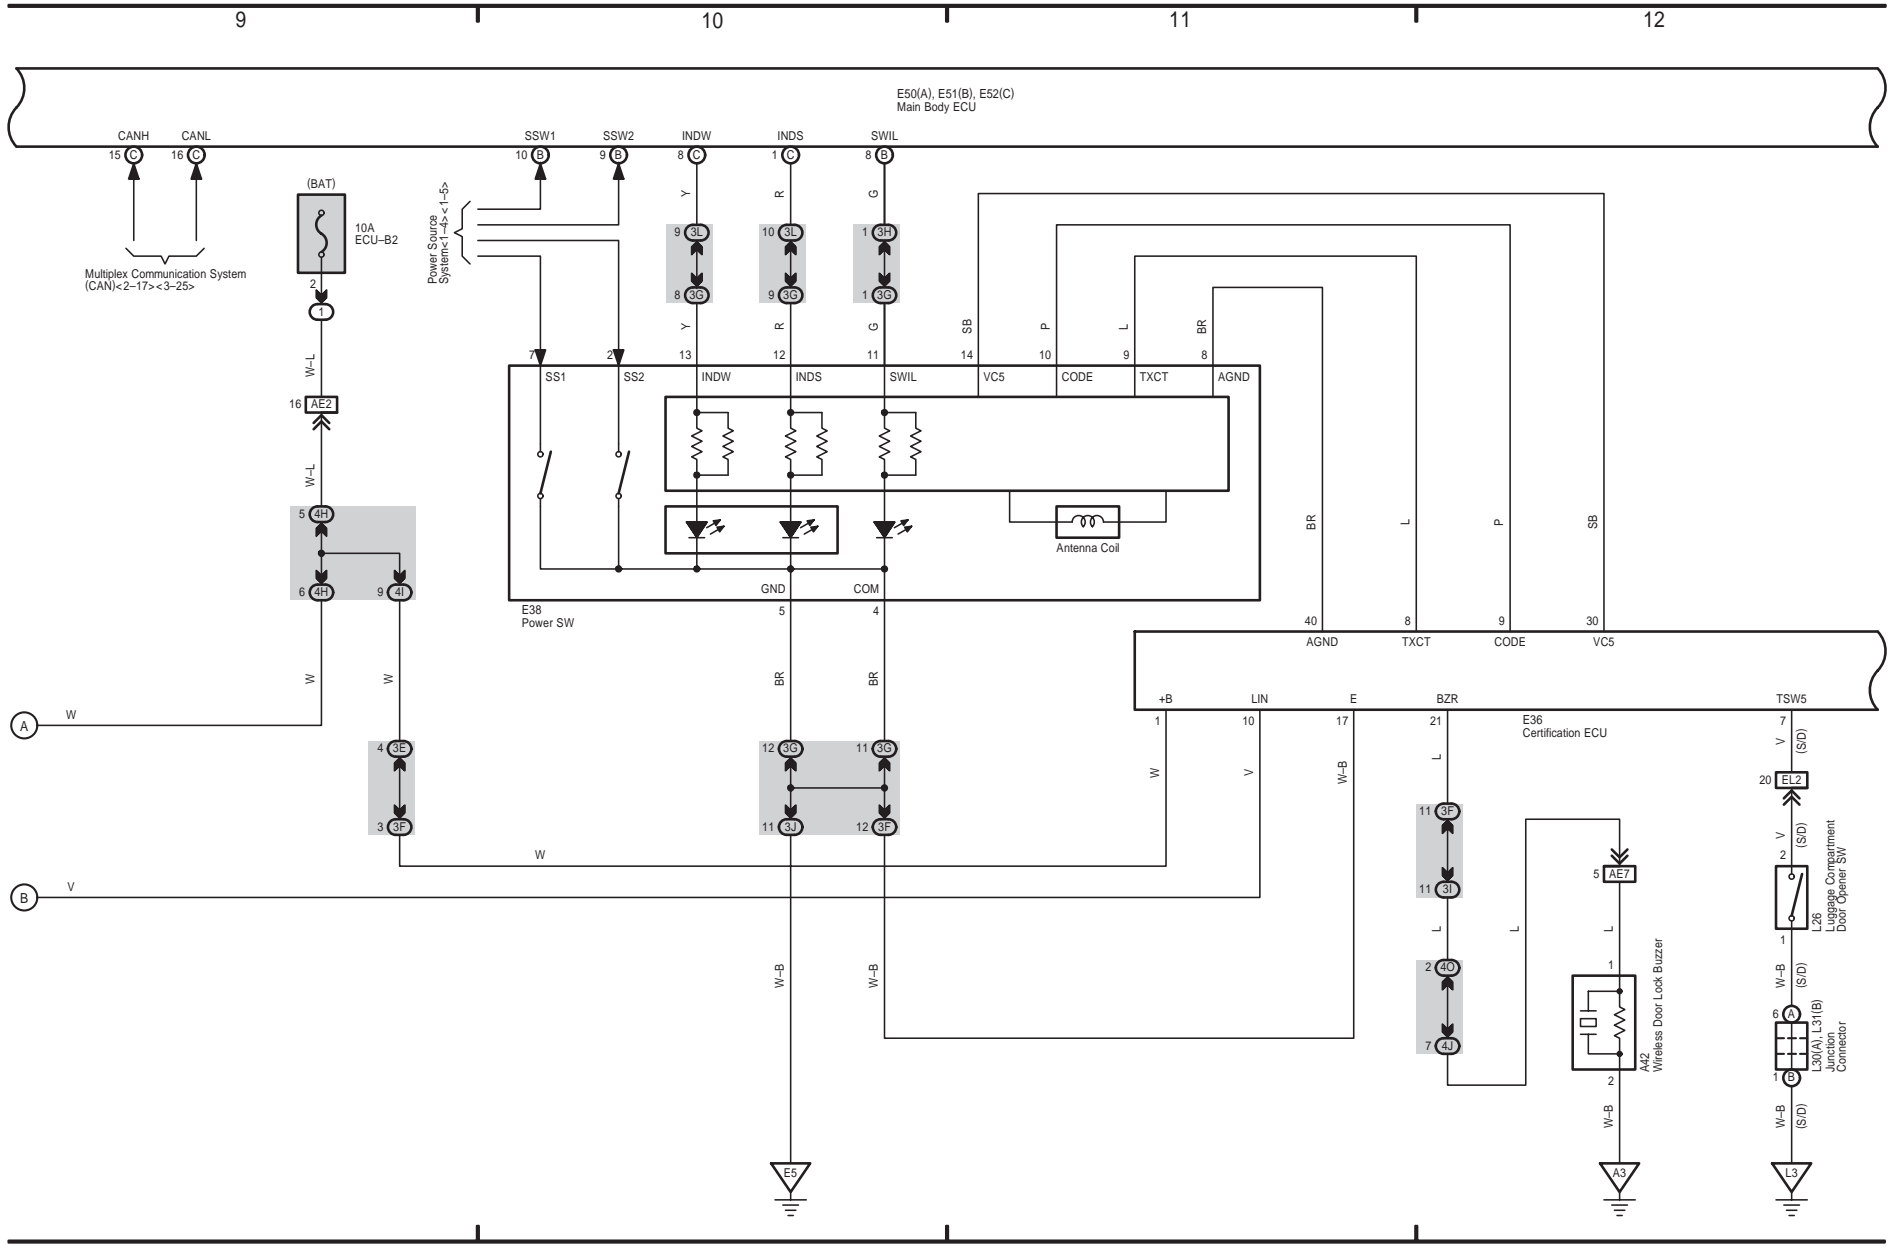 9 10 11 12
E50(A), E51(B), E52(C)
Main Body ECU
CANH CANL SSW1 SSW2 INDW INDS SWIL
15 C 16 C 10 B 9 B 8 C 1 C 8 B
(BAT)
10A
ECU–B2
2
1
Multiplex Communication System
(CAN)<2–17><3–25>
Power Source
System<1–4><1–5>
Y R G
9 3L 10 3L 1 3H
8 3G 9 3G 1 3G
Y R G SB P L BR
7 2 13 12 11 14 10 9 8
SS1 SS2 INDW INDS SWIL VC5 CODE TXCT AGND
W–L
16 AE2
W–L
5 4H
6 4H 9 4I
Antenna Coil
BR L P SB
GND COM
5 4
E38
Power SW
40 8 9 30
AGND TXCT CODE VC5
W W BR BR
+B LIN E BZR TSW5
1 10 17 21 7
E36
Certification ECU
A W
4 3E 12 3G 11 3G
W V W–B L V (S/D)
20 EL2
3 3F 11 3J 12 3F
11 3F
V (S/D)
W
2
5 AE7
B V
11 3I
L26
Luggage Compartment
Door Opener SW
1
L L L
W–B W–B
2 4O
1
W–B (S/D)
7 4J
A42
Wireless Door Lock Buzzer
6 A
L30(A), L31(B)
Junction
Connector
1 B
2
W–B W–B (S/D)
E5 A3 L3